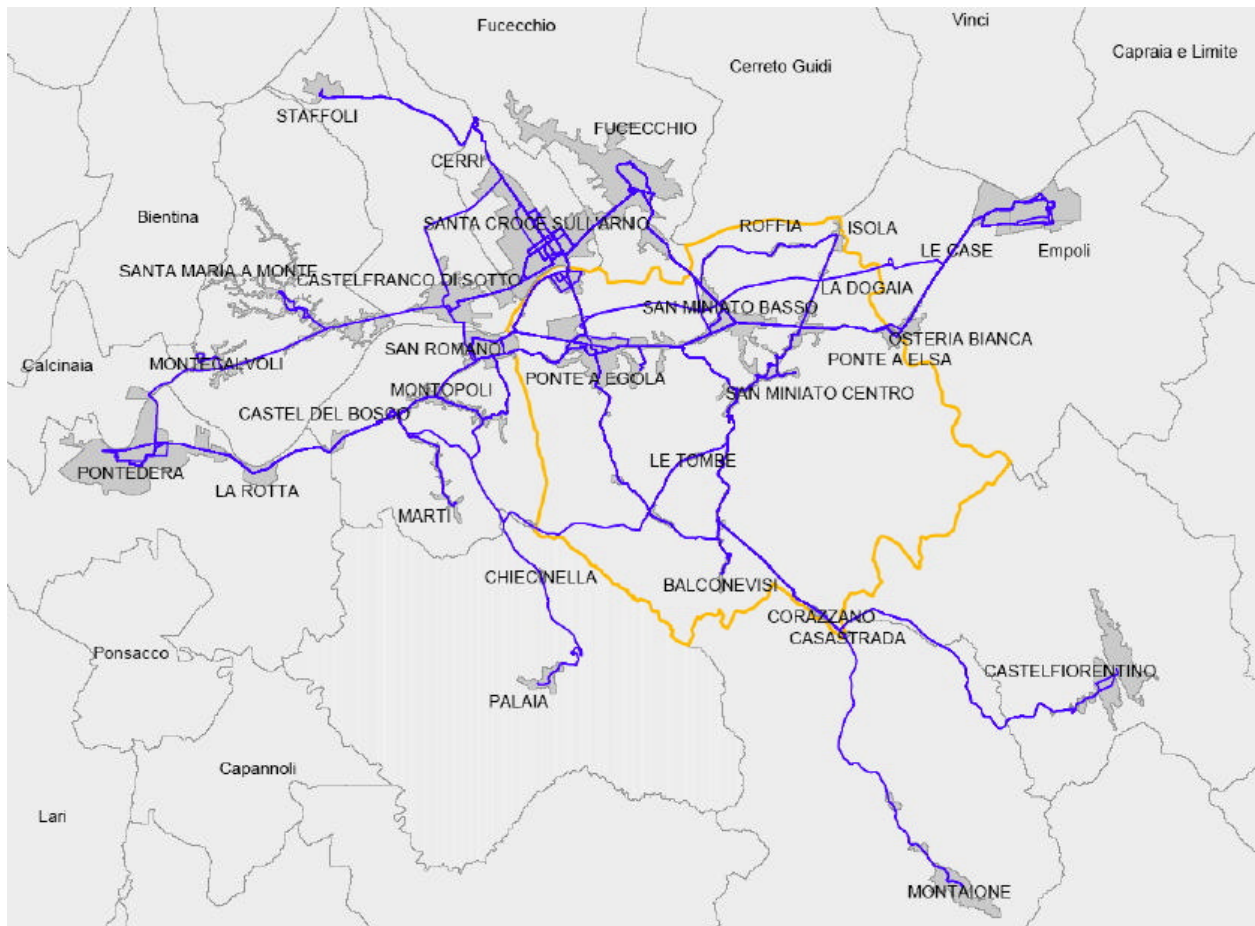 Fucecchio
Vinci
Capraia e Limite
Cerreto Guidi
STAFFOLI
FUCECCHIO
CERRI
Bientina
SANTA CROCE SULL'ARNO
ROFFIA
ISOLA
LE CASE
Empoli
SANTA MARIA A MONTE
CASTELFRANCO DI SOTTO
LA DOGAIA
SAN MINIATO BASSO
OSTERIA BIANCA
SAN ROMANO
PONTE A ELSA
Calcinaia
MONTECALVOLI
PONTE A EGOLA
MONTOPOLI
SAN MINIATO CENTRO
CASTEL DEL BOSCO
LE TOMBE
PONTEDERA
LA ROTTA
MARTI
CHIECINELLA
BALCONEVISI
CORAZZANO
CASASTRADA
Ponsacco
CASTELFIORENTINO
PALAIA
Capannoli
Lari
MONTAIONE